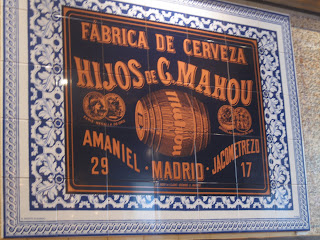 FÁBRICA DE CERVEZA
HIJOS DE C. MAHOU
AMANIEL · MADRID · JACOMETREZO
29 17